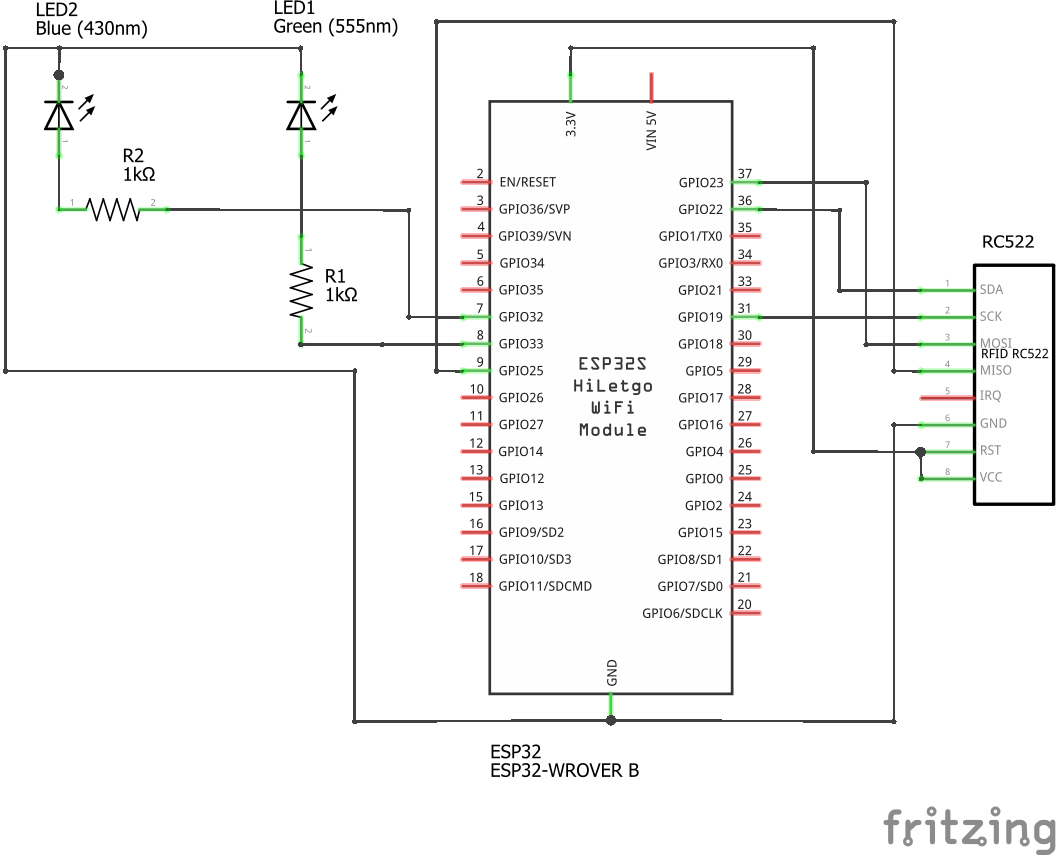 LED2
Blue (430nm)
LED1
Green (555nm)
2
1
2
1
R2
1kΩ
1
2
1
R1
1kΩ
2
3.3V
VIN 5V
2 EN/RESET
3 GPIO36/SVP
4 GPIO39/SVN
5 GPIO34
6 GPIO35
7 GPIO32
8 GPIO33
9 GPIO25
10 GPIO26
11 GPIO27
12 GPIO14
13 GPIO12
15 GPIO13
16 GPIO9/SD2
17 GPIO10/SD3
18 GPIO11/SDCMD
ESP32S
HiLetgo
WiFi
Module
GPIO23 37
GPIO22 36
GPIO1/TX0 35
GPIO3/RX0 34
GPIO21 33
GPIO19 31
GPIO18 30
GPIO5 29
GPIO17 28
GPIO16 27
GPIO4 26
GPIO0 25
GPIO2 24
GPIO15 23
GPIO8/SD1 22
GPIO7/SD0 21
GPIO6/SDCLK 20
GND
RC522
1 SDA
2 SCK
3 MOSI
RFID RC522
4 MISO
5 IRQ
6 GND
7 RST
8 VCC
ESP32
ESP32-WROVER B
fritzing